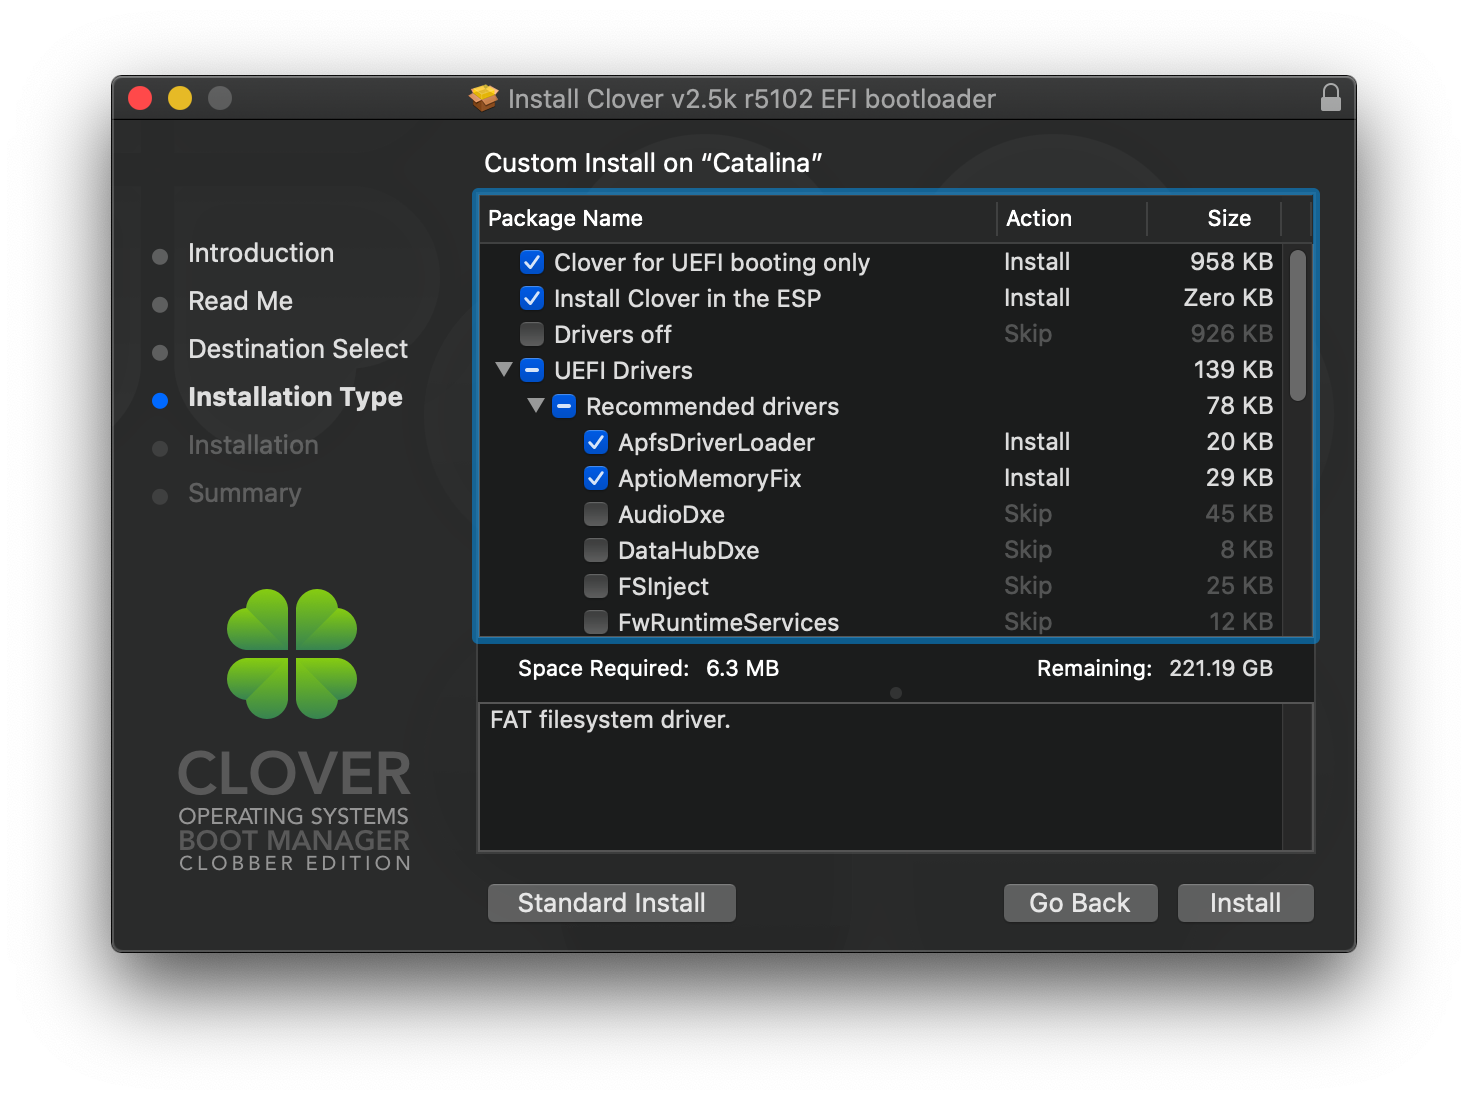 Install Clover v2.5k r5102 EFI bootloader
Custom Install on “Catalina”
Introduction
Read Me
Destination Select
Installation Type
Installation
Summary
CLOVER
OPERATING SYSTEMS
BOOT MANAGER
CLOBBER EDITION
Package Name Action Size
Clover for UEFI booting only Install 958 KB
Install Clover in the ESP Install Zero KB
Drivers off Skip 926 KB
UEFI Drivers 139 KB
Recommended drivers 78 KB
ApfsDriverLoader Install 20 KB
AptioMemoryFix Install 29 KB
AudioDxe Skip 45 KB
DataHubDxe Skip 8 KB
FSInject Skip 25 KB
FwRuntimeServices Skip 12 KB
Space Required: 6.3 MB Remaining: 221.19 GB
FAT filesystem driver.
Standard Install Go Back Install